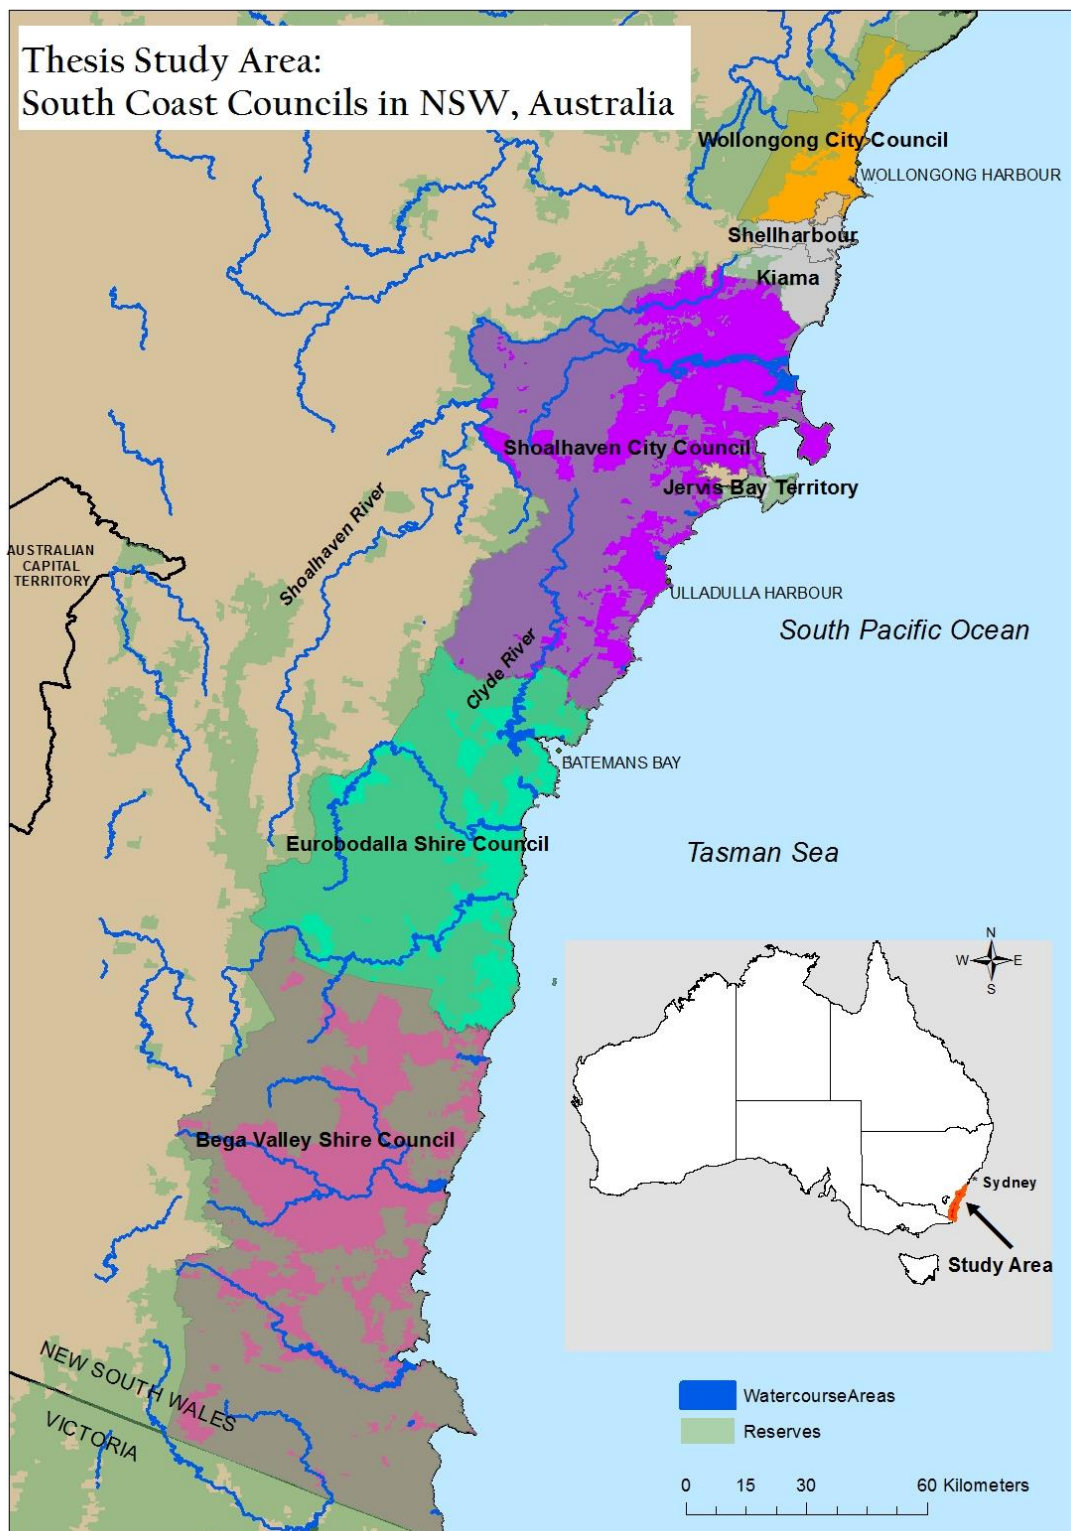 Thesis Study Area:
South Coast Councils in NSW, Australia
Wollongong City Council
WOLLONGONG HARBOUR
Shellharbour
Kiama
Shoalhaven City Council
Jervis Bay Territory
Shoalhaven River
AUSTRALIAN
CAPITAL
TERRITORY
ULLADULLA HARBOUR
South Pacific Ocean
Clyde River
BATEMANS BAY
Eurobodalla Shire Council
Tasman Sea
N
W
E
S
Bega Valley Shire Council
* Sydney
Study Area
NEW SOUTH WALES
VICTORIA
WatercourseAreas
Reserves
0 15 30 60 Kilometers